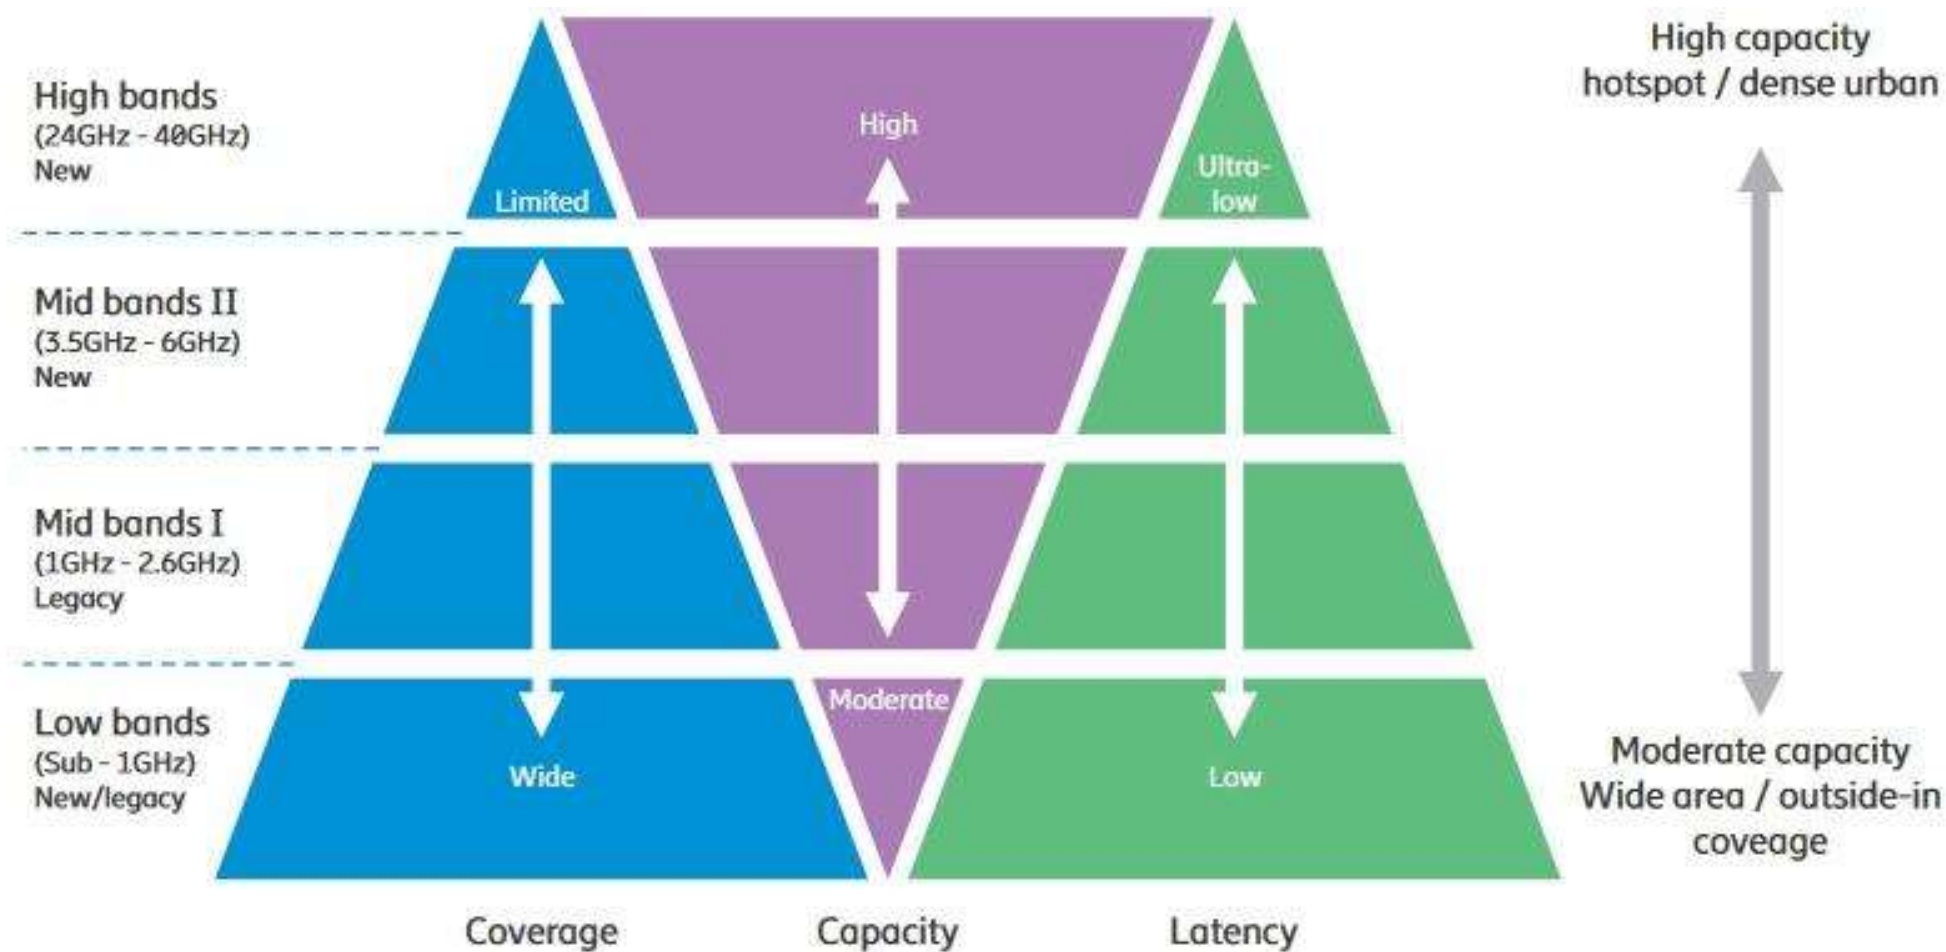 High bands
(24GHz - 40GHz)
New
Mid bands II
(3.5GHz - 6GHz)
New
Mid bands I
(1GHz - 2.6GHz)
Legacy
Low bands
(Sub - 1GHz)
New/legacy
Limited
Wide
High
Moderate
Ultra-
low
Low
Coverage
Capacity
Latency
High capacity
hotspot / dense urban
Moderate capacity
Wide area / outside-in
coveage